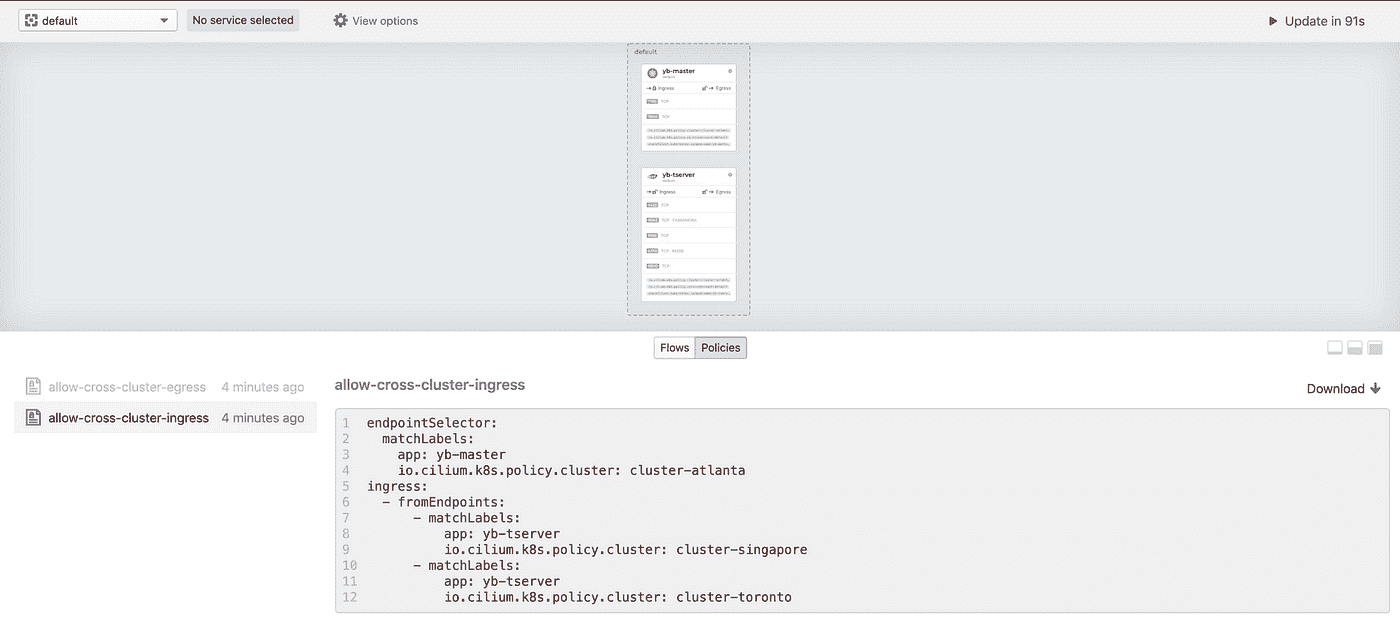 default
No service selected
View options
Update in 91s
default
yb-master
default
Ingress
Egress
TCP
TCP
yb-tserver
default
Ingress
Egress
TCP
TCP · CASSANDRA
TCP
TCP · REDIS
TCP
Flows
Policies
allow-cross-cluster-egress 4 minutes ago
allow-cross-cluster-ingress 4 minutes ago
allow-cross-cluster-ingress
Download
1 endpointSelector:
2 matchLabels:
3 app: yb-master
4 io.cilium.k8s.policy.cluster: cluster-atlanta
5 ingress:
6 - fromEndpoints:
7 - matchLabels:
8 app: yb-tserver
9 io.cilium.k8s.policy.cluster: cluster-singapore
10 - matchLabels:
11 app: yb-tserver
12 io.cilium.k8s.policy.cluster: cluster-toronto